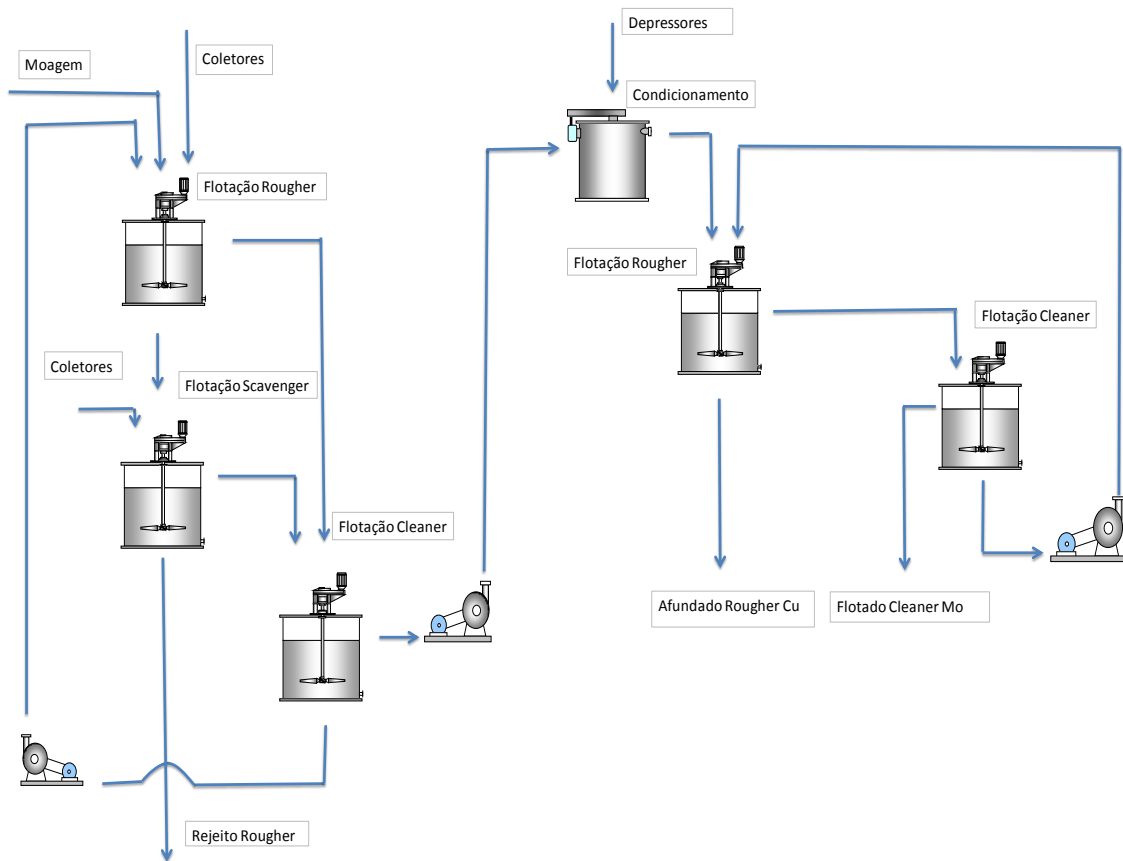 Depressores
Coletores
Moagem
Condicionamento
Flotação Rougher
Flotação Rougher
Flotação Cleaner
Coletores
Flotação Scavenger
Flotação Cleaner
Afundado Rougher Cu
Flotado Cleaner Mo
Rejeito Rougher